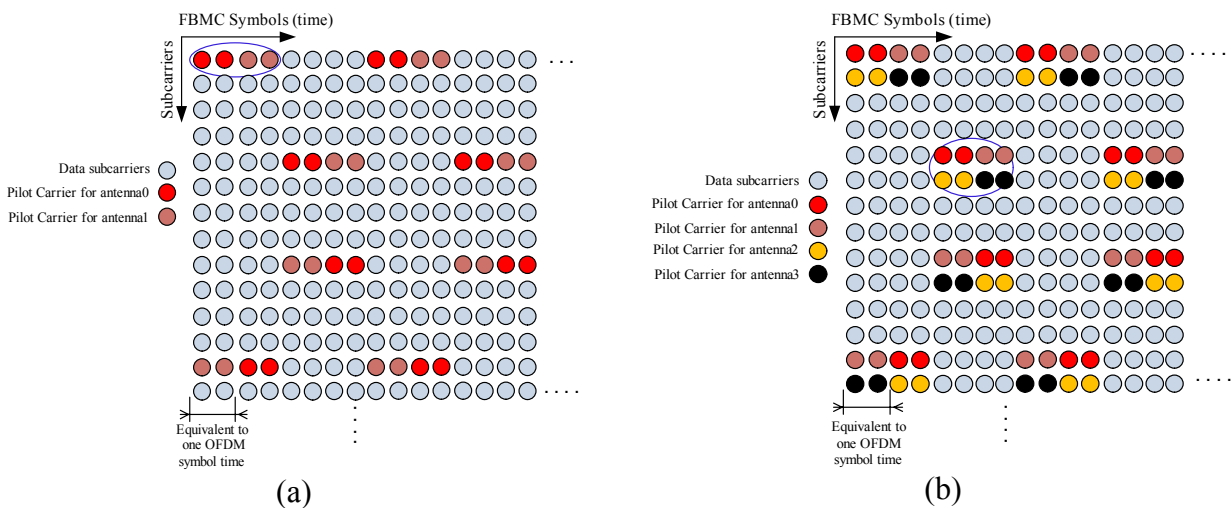 FBMC Symbols (time)
Subcarriers
Data subcarriers
Pilot Carrier for antenna0
Pilot Carrier for antenna1
Equivalent to
one OFDM
symbol time
(a)
FBMC Symbols (time)
Subcarriers
Data subcarriers
Pilot Carrier for antenna0
Pilot Carrier for antenna1
Pilot Carrier for antenna2
Pilot Carrier for antenna3
Equivalent to
one OFDM
symbol time
(b)